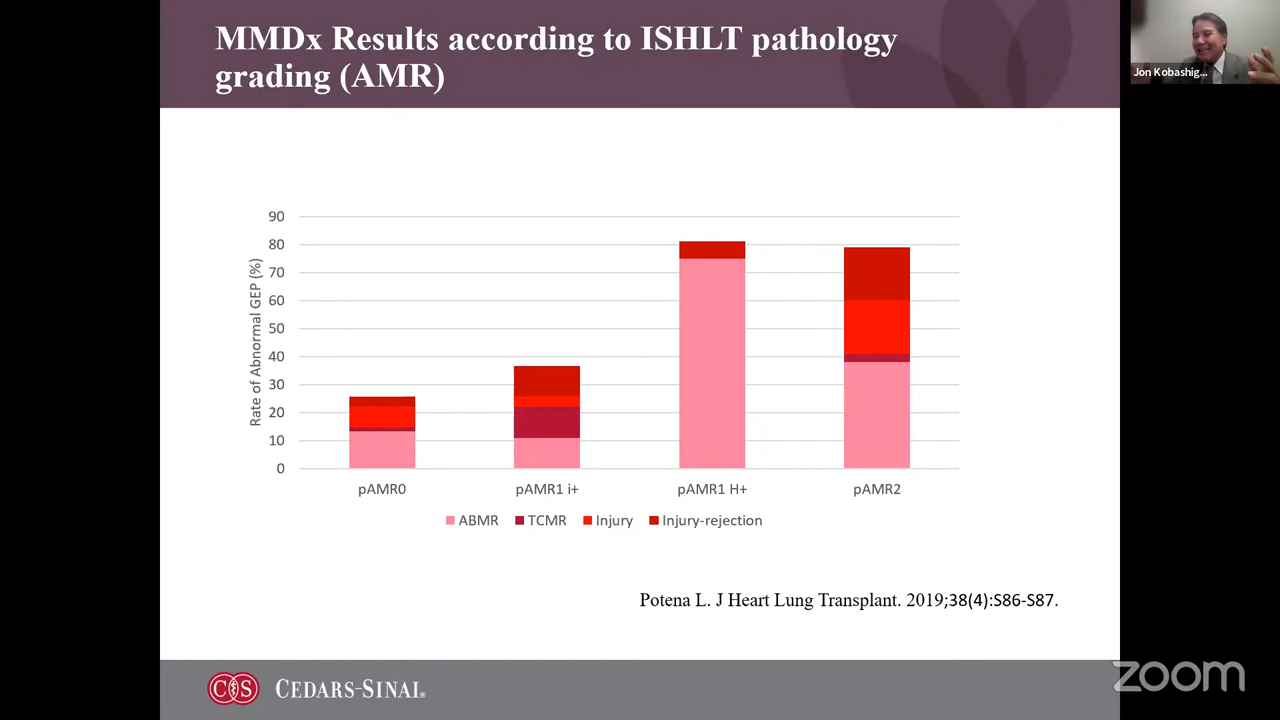 MMDx Results according to ISHLT pathology
grading (AMR)
Jon Kobashig...
90
80
70
60
50
40
30
20
10
0
Rate of Abnormal GEP (%)
pAMR0 pAMR1 i+ pAMR1 H+ pAMR2
ABMR TCMR Injury Injury-rejection
Potena L. J Heart Lung Transplant. 2019;38(4):S86-S87.
CS CEDARS-SINAI®
zoom